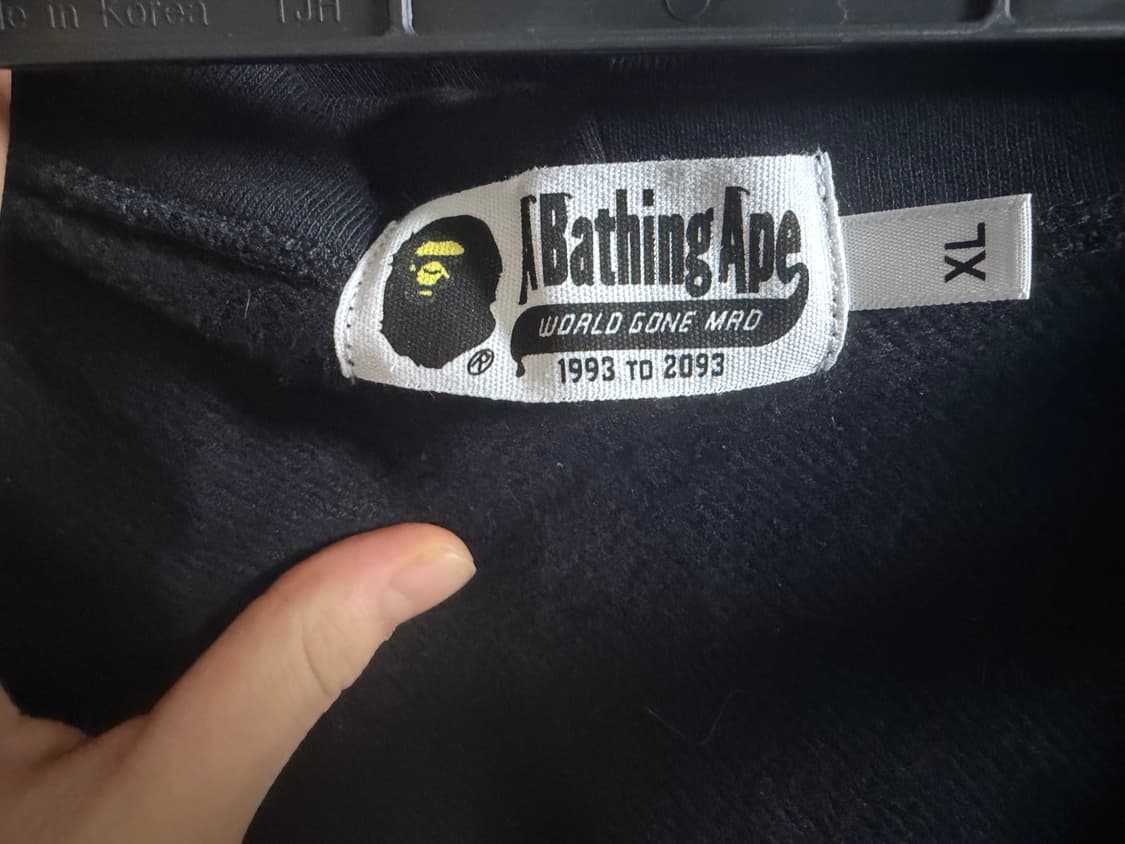 in Korea TJH
A Bathing Ape
WORLD GONE MAD
1993 TO 2093
®
XL